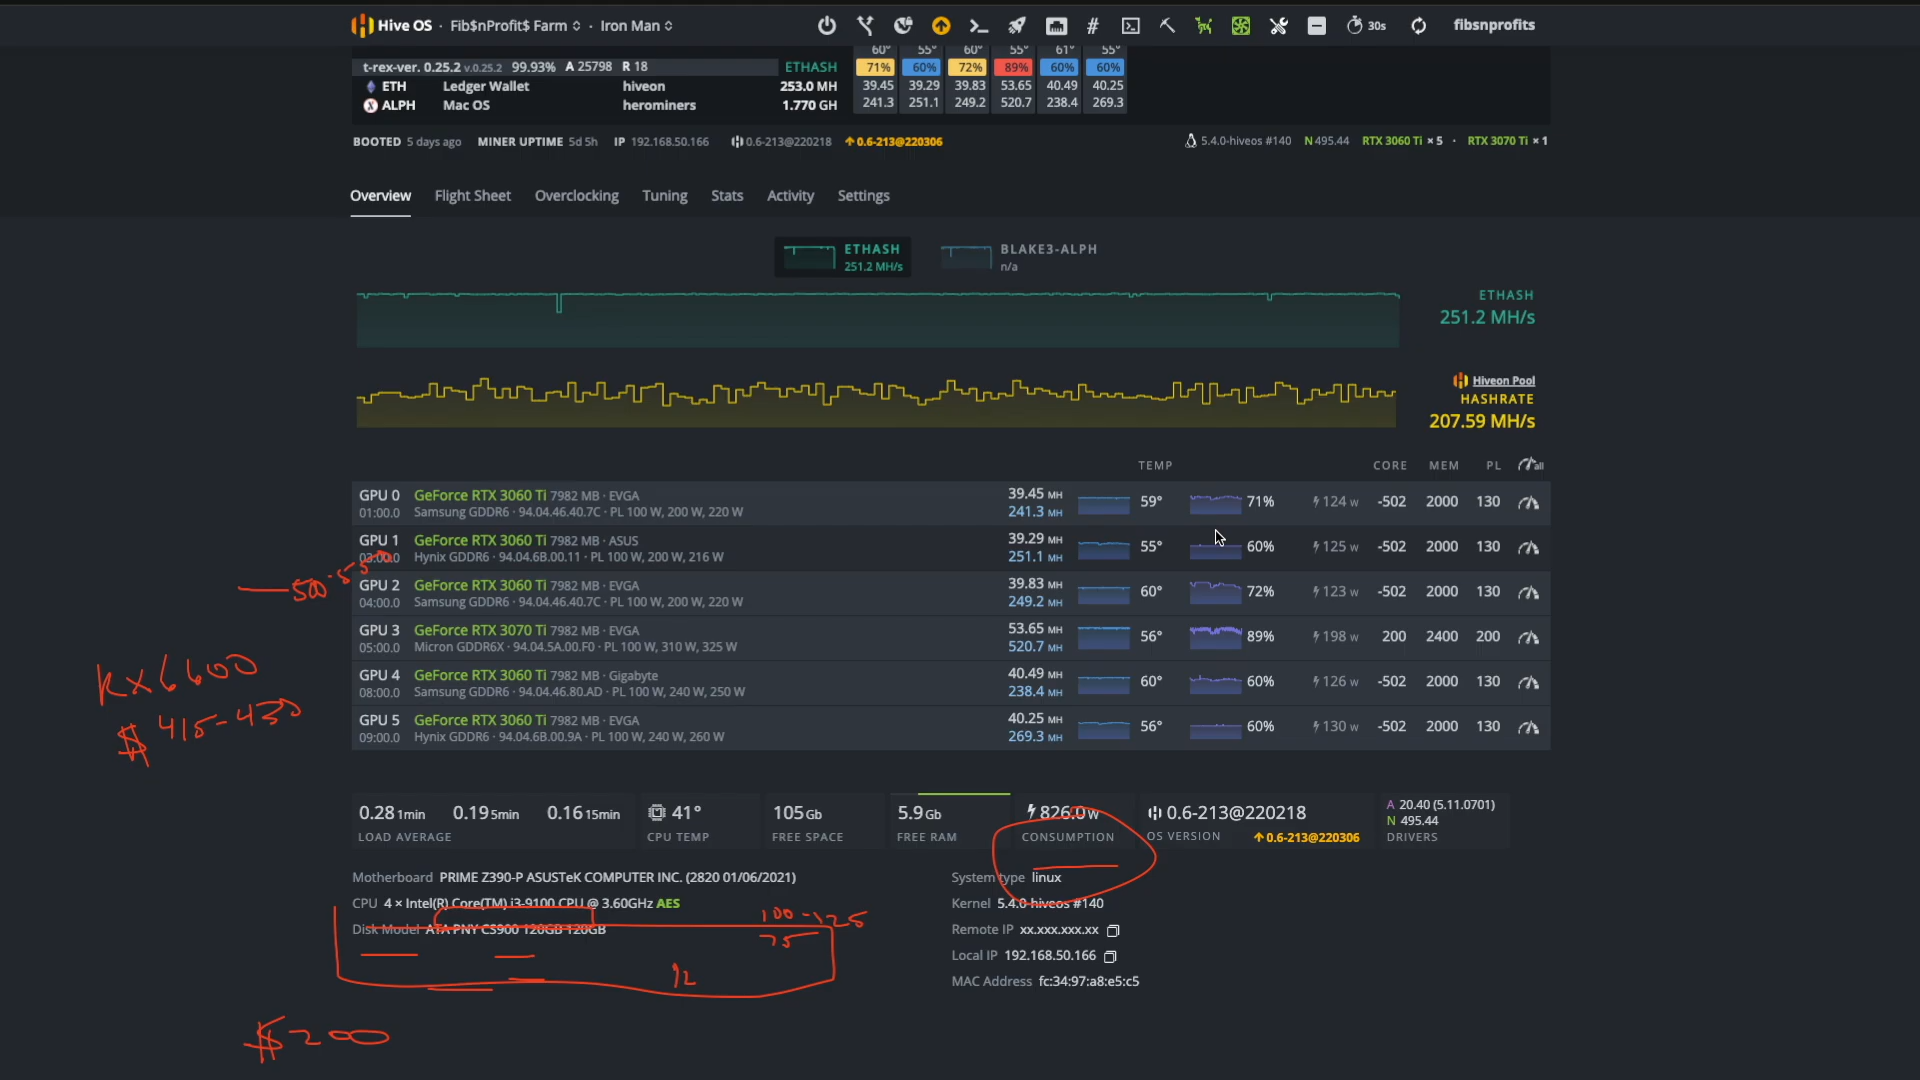 Hive OS · Fib$nProfit$ Farm · Iron Man 30s fibsnprofits
60° 55° 60° 55° 61° 55°
t-rex-ver. 0.25.2 v.0.25.2 99.93% A 25798 R 18 ETHASH 71% 60% 72% 89% 60% 60%
ETH Ledger Wallet hiveon 253.0 MH 39.45 39.29 39.83 53.65 40.49 40.25
ALPH Mac OS herominers 1.770 GH 241.3 251.1 249.2 520.7 238.4 269.3
BOOTED 5 days ago MINER UPTIME 5d 5h IP 192.168.50.166 0.6-213@220218 0.6-213@220306 5.4.0-hiveos #140 N 495.44 RTX 3060 Ti × 5 · RTX 3070 Ti × 1
Overview Flight Sheet Overclocking Tuning Stats Activity Settings
ETHASH BLAKE3-ALPH
251.2 MH/s n/a
ETHASH
251.2 MH/s
Hiveon Pool
HASHRATE
207.59 MH/s
TEMP CORE MEM PL all
GPU 0 GeForce RTX 3060 Ti 7982 MB · EVGA 39.45 MH 59° 71% 124 W -502 2000 130
01:00.0 Samsung GDDR6 · 94.04.46.40.7C · PL 100 W, 200 W, 220 W 241.3 MH
GPU 1 GeForce RTX 3060 Ti 7982 MB · ASUS 39.29 MH 55° 60% 125 W -502 2000 130
03:00.0 Hynix GDDR6 · 94.04.6B.00.11 · PL 100 W, 200 W, 216 W 251.1 MH
GPU 2 GeForce RTX 3060 Ti 7982 MB · EVGA 39.83 MH 60° 72% 123 W -502 2000 130
04:00.0 Samsung GDDR6 · 94.04.46.40.7C · PL 100 W, 200 W, 220 W 249.2 MH
GPU 3 GeForce RTX 3070 Ti 7982 MB · EVGA 53.65 MH 56° 89% 198 W 200 2400 200
05:00.0 Micron GDDR6X · 94.04.5A.00.F0 · PL 100 W, 310 W, 325 W 520.7 MH
GPU 4 GeForce RTX 3060 Ti 7982 MB · Gigabyte 40.49 MH 60° 60% 126 W -502 2000 130
08:00.0 Samsung GDDR6 · 94.04.46.80.AD · PL 100 W, 240 W, 250 W 238.4 MH
GPU 5 GeForce RTX 3060 Ti 7982 MB · EVGA 40.25 MH 56° 60% 130 W -502 2000 130
09:00.0 Hynix GDDR6 · 94.04.6B.00.9A · PL 100 W, 240 W, 260 W 269.3 MH
RX6600
$415-430
0.28 1min 0.19 5min 0.16 15min 41° 105 Gb 5.9 Gb 826.0 W 0.6-213@220218 A 20.40 (5.11.0701)
N 495.44
LOAD AVERAGE CPU TEMP FREE SPACE FREE RAM CONSUMPTION OS VERSION 0.6-213@220306 DRIVERS
Motherboard PRIME Z390-P ASUSTeK COMPUTER INC. (2820 01/06/2021)
CPU 4 × Intel(R) Core(TM) i3-9100 CPU @ 3.60GHz AES
Disk Model ATA PNY CS900 120GB 120GB
100-125
75
12
$200
System type linux
Kernel 5.4.0-hiveos #140
Remote IP xx.xxx.xxx.xx
Local IP 192.168.50.166
MAC Address fc:34:97:a8:e5:c5